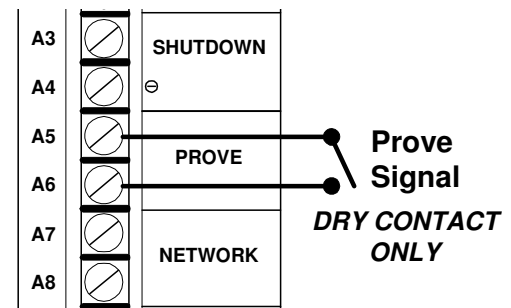 A3
SHUTDOWN
A4
A5
PROVE
A6
A7
NETWORK
A8
Prove
Signal
DRY CONTACT
ONLY